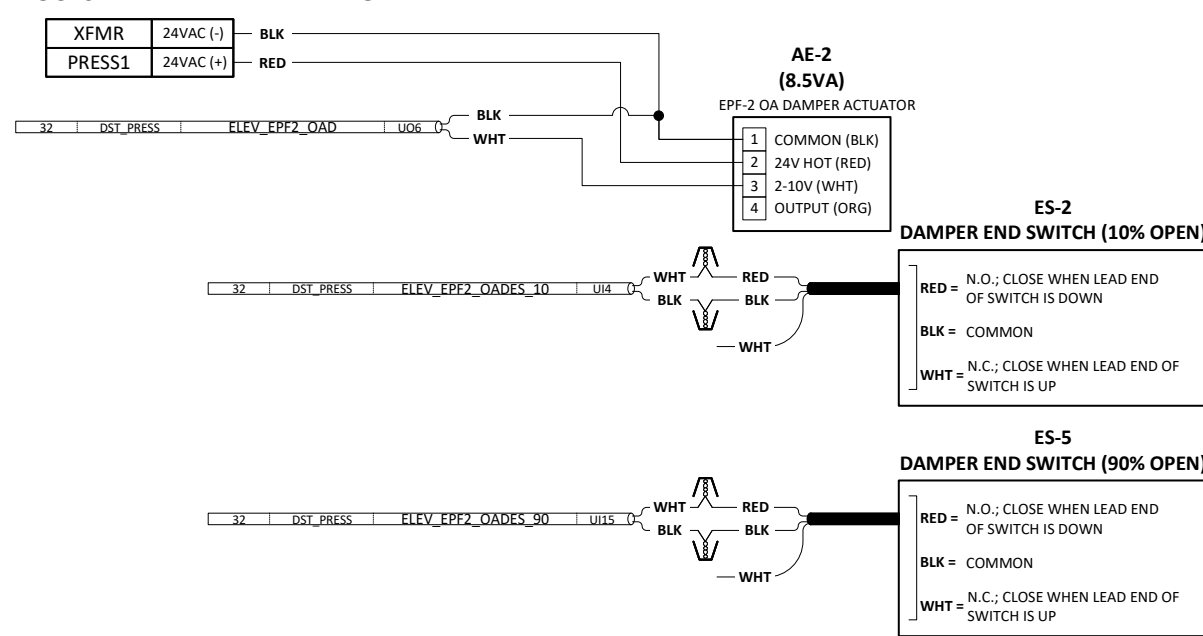 XFMR 24VAC (-) BLK
PRESS1 24VAC (+) RED
AE-2
(8.5VA)
EPF-2 OA DAMPER ACTUATOR
32 DST_PRESS ELEV_EPF2_OAD UO6
BLK
WHT
1 COMMON (BLK)
2 24V HOT (RED)
3 2-10V (WHT)
4 OUTPUT (ORG)
ES-2
DAMPER END SWITCH (10% OPEN)
32 DST_PRESS ELEV_EPF2_OADES_10 UI4
WHT RED
BLK BLK
WHT
RED = N.O.; CLOSE WHEN LEAD END
OF SWITCH IS DOWN
BLK = COMMON
WHT = N.C.; CLOSE WHEN LEAD END OF
SWITCH IS UP
ES-5
DAMPER END SWITCH (90% OPEN)
32 DST_PRESS ELEV_EPF2_OADES_90 UI15
WHT RED
BLK BLK
WHT
RED = N.O.; CLOSE WHEN LEAD END
OF SWITCH IS DOWN
BLK = COMMON
WHT = N.C.; CLOSE WHEN LEAD END OF
SWITCH IS UP